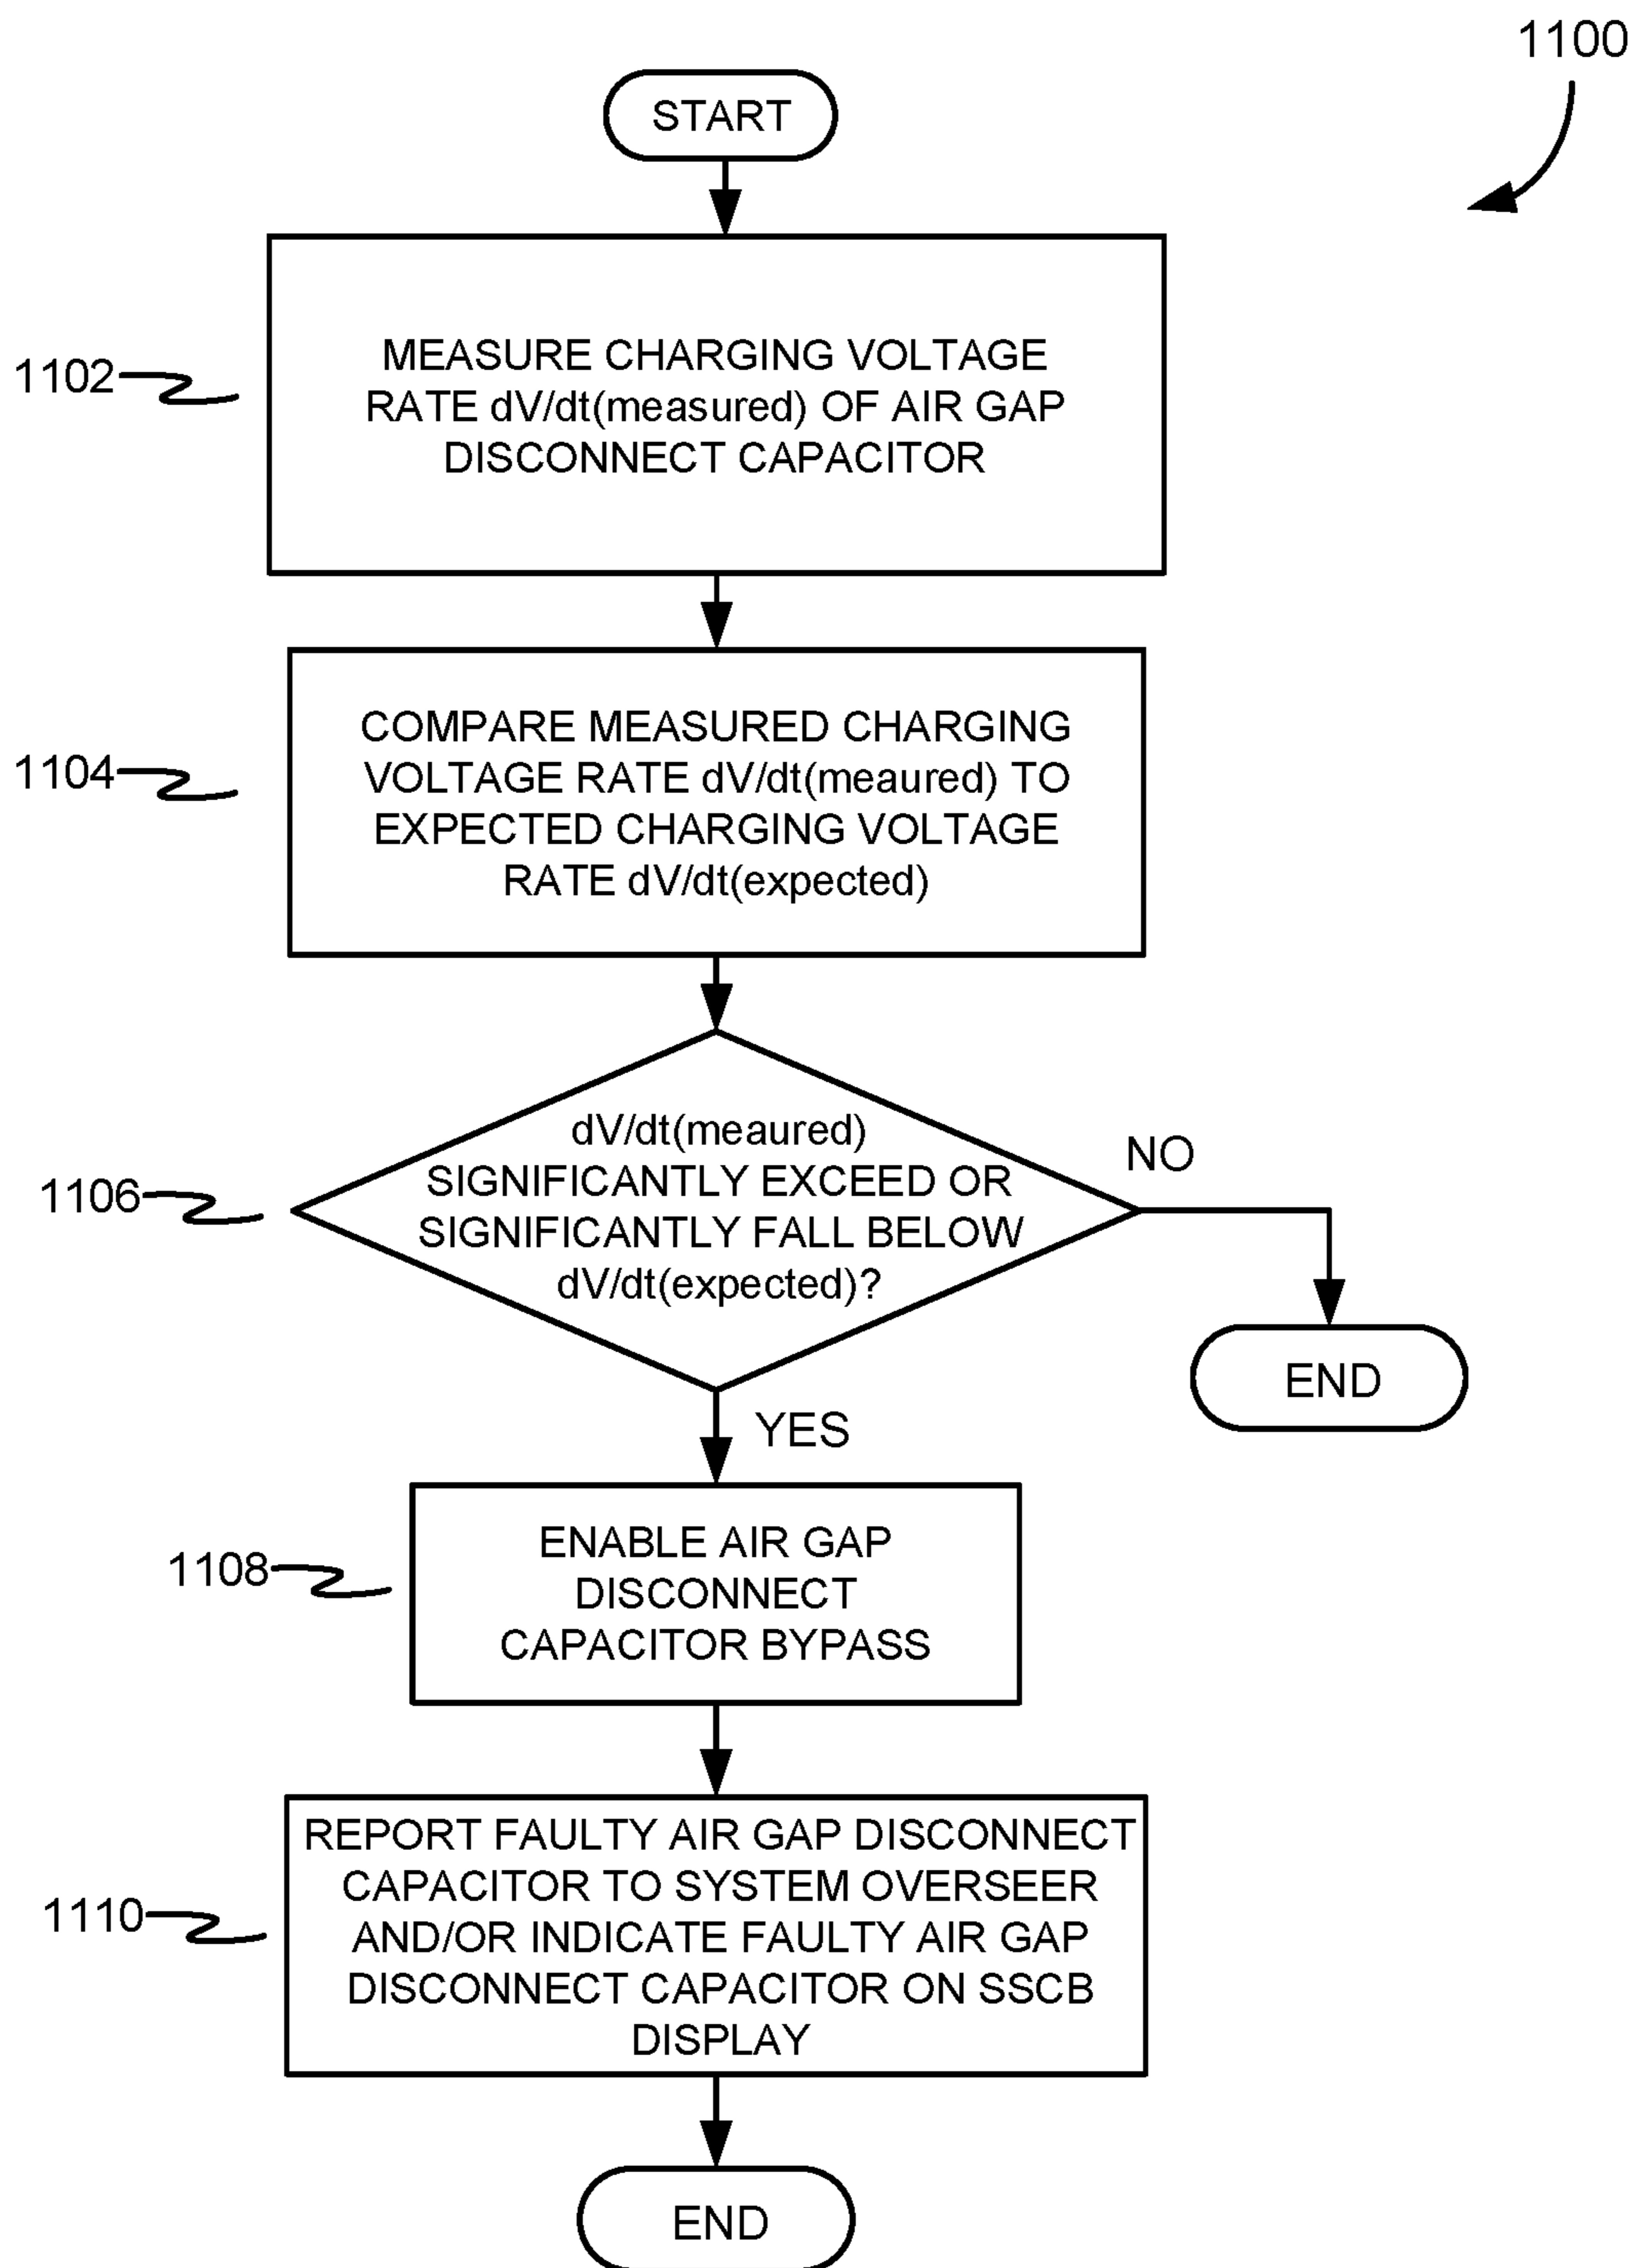 1100
START
1102
MEASURE CHARGING VOLTAGE
RATE dV/dt(measured) OF AIR GAP
DISCONNECT CAPACITOR
1104
COMPARE MEASURED CHARGING
VOLTAGE RATE dV/dt(meaured) TO
EXPECTED CHARGING VOLTAGE
RATE dV/dt(expected)
1106
dV/dt(meaured)
SIGNIFICANTLY EXCEED OR
SIGNIFICANTLY FALL BELOW
dV/dt(expected)?
NO
END
YES
1108
ENABLE AIR GAP
DISCONNECT
CAPACITOR BYPASS
1110
REPORT FAULTY AIR GAP DISCONNECT
CAPACITOR TO SYSTEM OVERSEER
AND/OR INDICATE FAULTY AIR GAP
DISCONNECT CAPACITOR ON SSCB
DISPLAY
END